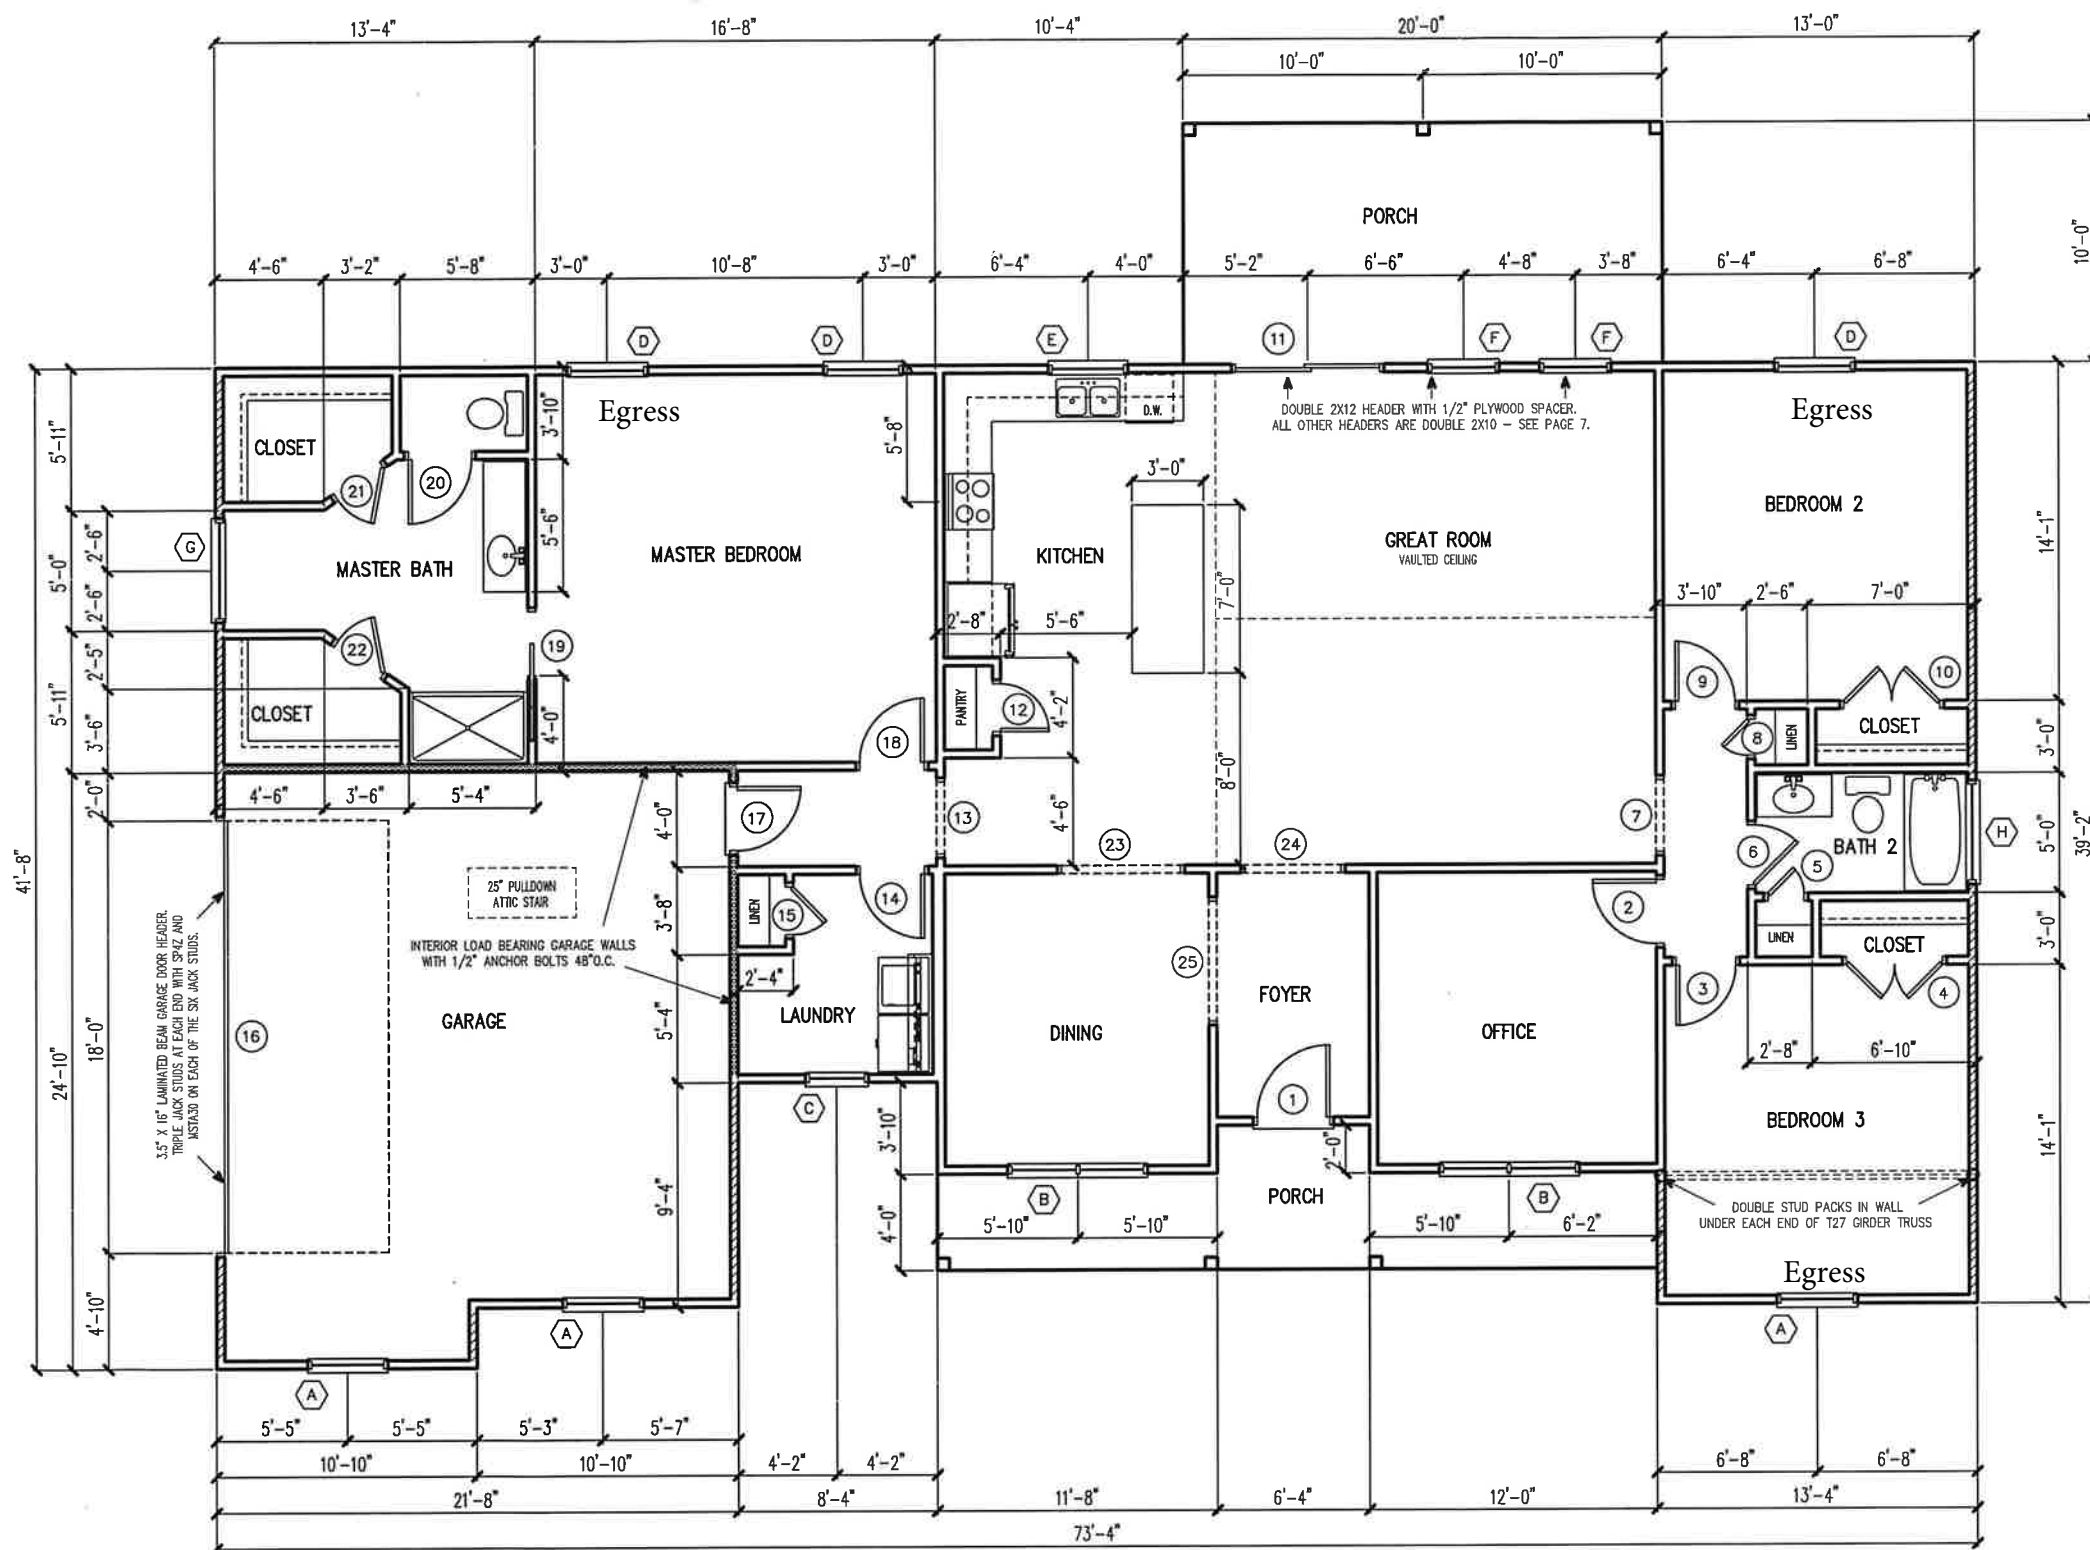 13'-4"
16'-8"
10'-4"
20'-0"
13'-0"
10'-0"
10'-0"
PORCH
10'-0"
4'-6"
3'-2"
5'-8"
3'-0"
10'-8"
3'-0"
6'-4"
4'-0"
5'-2"
6'-6"
4'-8"
3'-8"
6'-4"
6'-8"
D
D
E
11
F
F
D
Egress
DOUBLE 2X12 HEADER WITH 1/2" PLYWOOD SPACER.
ALL OTHER HEADERS ARE DOUBLE 2X10 – SEE PAGE 7.
Egress
D.W.
CLOSET
3'-10"
5'-8"
5'-11"
21
20
3'-0"
BEDROOM 2
14'-1"
G
2'-6"
5'-0"
2'-6"
MASTER BATH
5'-6"
MASTER BEDROOM
KITCHEN
7'-0"
GREAT ROOM
VAULTED CEILING
3'-10"
2'-6"
7'-0"
2'-8"
5'-6"
22
19
2'-5"
5'-11"
3'-6"
CLOSET
4'-0"
18
PANTRY
12
4'-2"
9
10
8
LINEN
CLOSET
3'-0"
8'-0"
4'-6"
3'-6"
5'-4"
2'-0"
4'-0"
17
13
4'-6"
7
23
24
6
5
BATH 2
H
5'-0"
39'-2"
41'-8"
25" PULLDOWN
ATTIC STAIR
3'-8"
LINEN
15
14
2
LINEN
CLOSET
3'-0"
INTERIOR LOAD BEARING GARAGE WALLS
WITH 1/2" ANCHOR BOLTS 48"O.C.
2'-4"
25
3
4
3.5" X 16" LAMINATED BEAM GARAGE DOOR HEADER.
TRIPLE JACK STUDS AT EACH END WITH SP4Z AND
MSTA30 ON EACH OF THE SIX JACK STUDS.
16
GARAGE
LAUNDRY
5'-4"
FOYER
DINING
OFFICE
2'-8"
6'-10"
18'-0"
24'-10"
C
1
BEDROOM 3
14'-1"
3'-10"
2'-0"
9'-4"
B
PORCH
B
DOUBLE STUD PACKS IN WALL
UNDER EACH END OF T27 GIRDER TRUSS
4'-0"
5'-10"
5'-10"
5'-10"
6'-2"
Egress
4'-10"
A
A
A
5'-5"
5'-5"
5'-3"
5'-7"
10'-10"
10'-10"
4'-2"
4'-2"
6'-8"
6'-8"
21'-8"
8'-4"
11'-8"
6'-4"
12'-0"
13'-4"
73'-4"